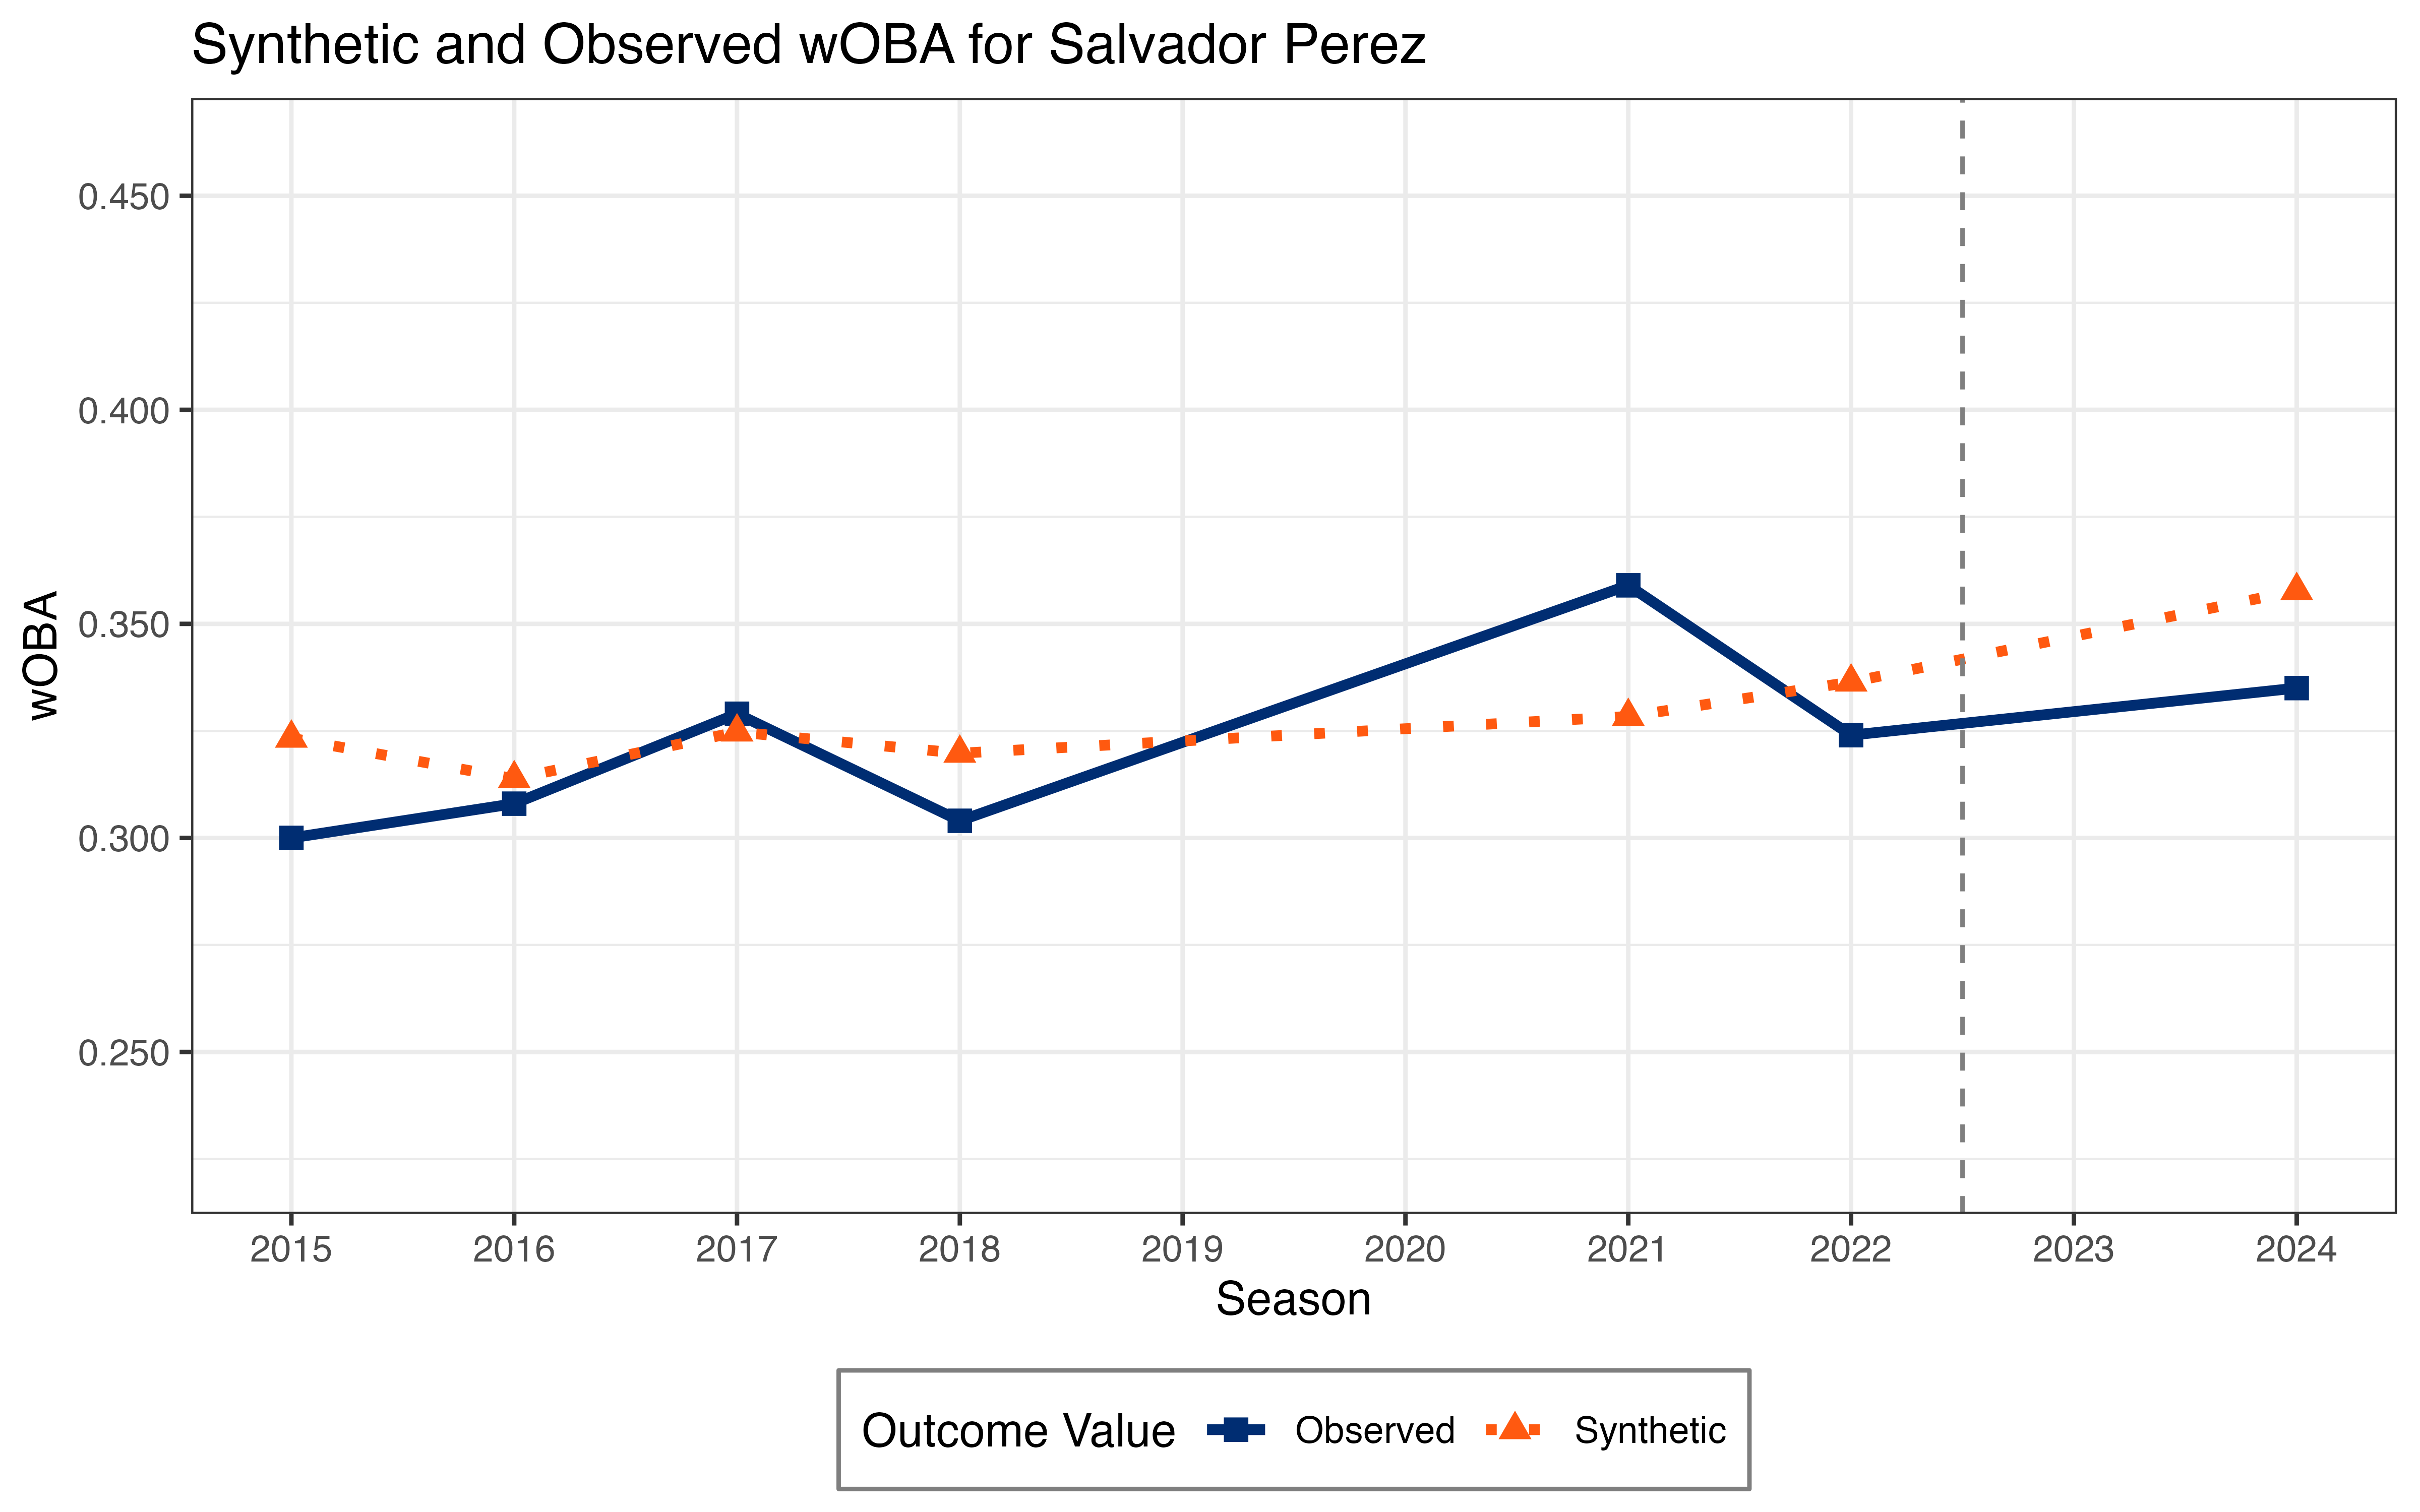 Synthetic and Observed wOBA for Salvador Perez
wOBA
0.450
0.400
0.350
0.300
0.250
2015 2016 2017 2018 2019 2020 2021 2022 2023 2024
Season
Outcome Value Observed Synthetic